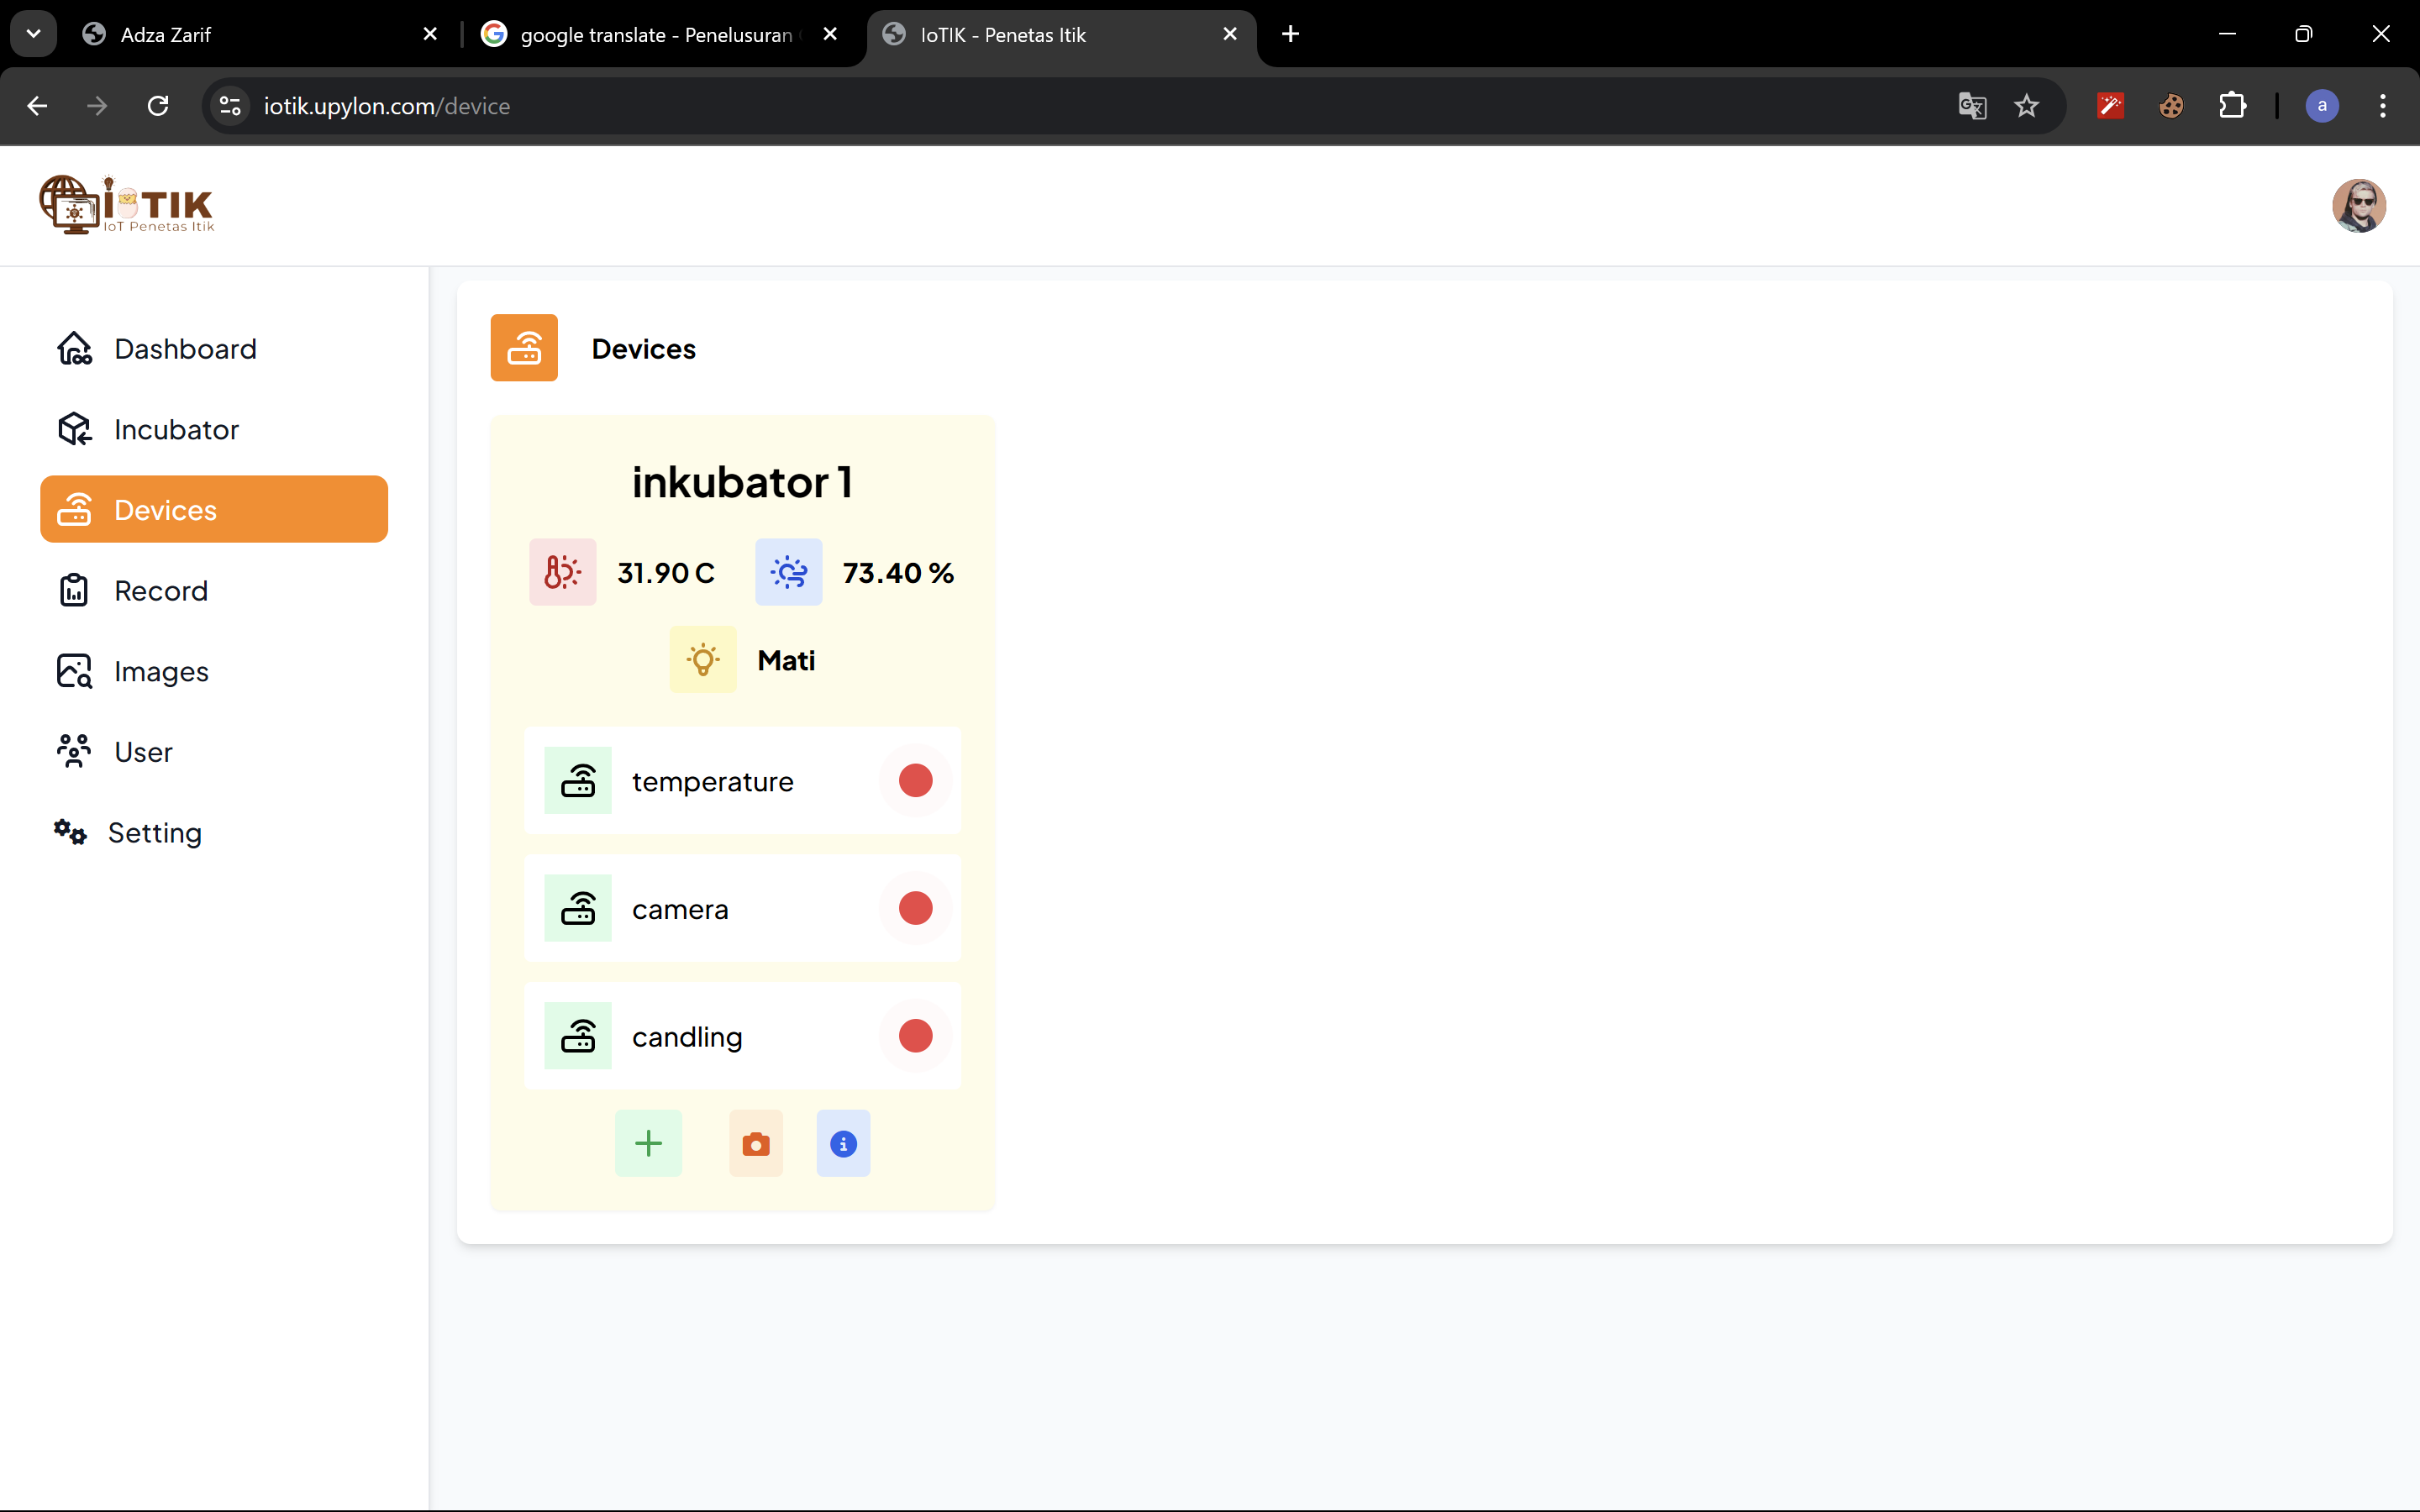 Adza Zarif
google translate - Penelusuran
IoTIK - Penetas Itik
iotik.upylon.com/device
a
IOTIK
IoT Penetas Itik
Dashboard
Incubator
Devices
Record
Images
User
Setting
Devices
inkubator 1
31.90 C
73.40 %
Mati
temperature
camera
candling